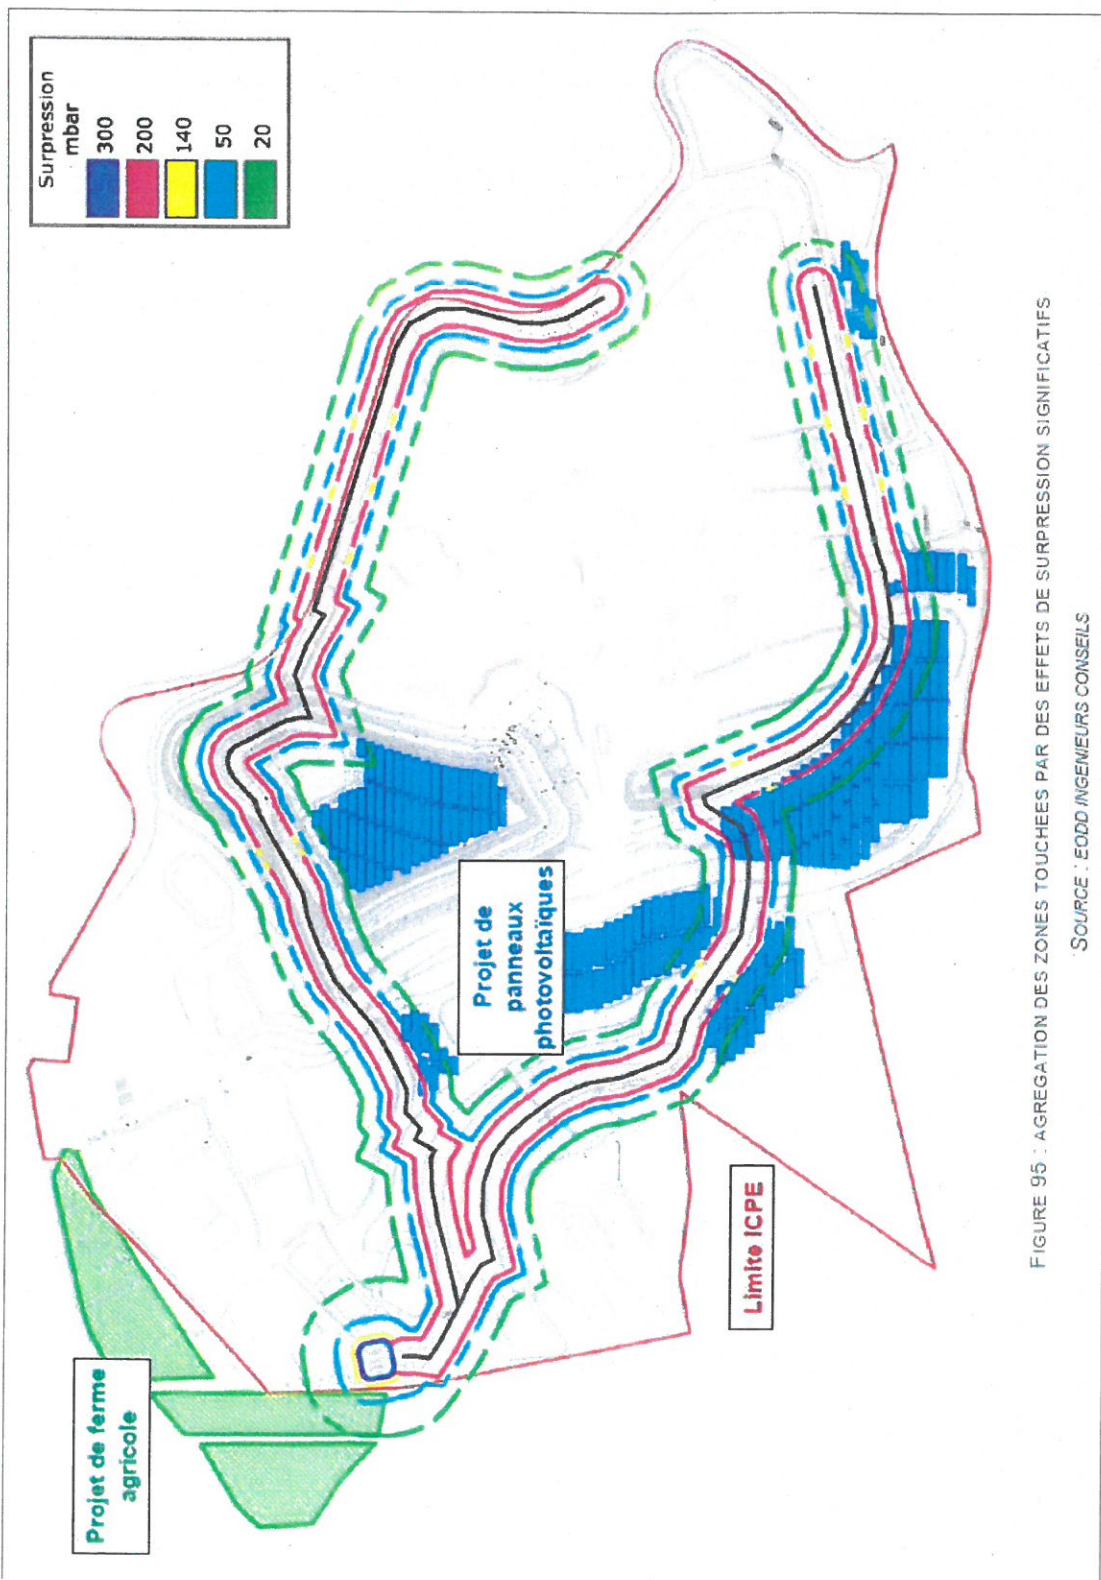 Surpression
mbar
300
200
140
50
20
Projet de
panneaux
photovoltaïques
Projet de ferme
agricole
Limite ICPE
FIGURE 95 : AGREGATION DES ZONES TOUCHEES PAR DES EFFETS DE SURPRESSION SIGNIFICATIFS
SOURCE : EODD INGENIEURS CONSEILS